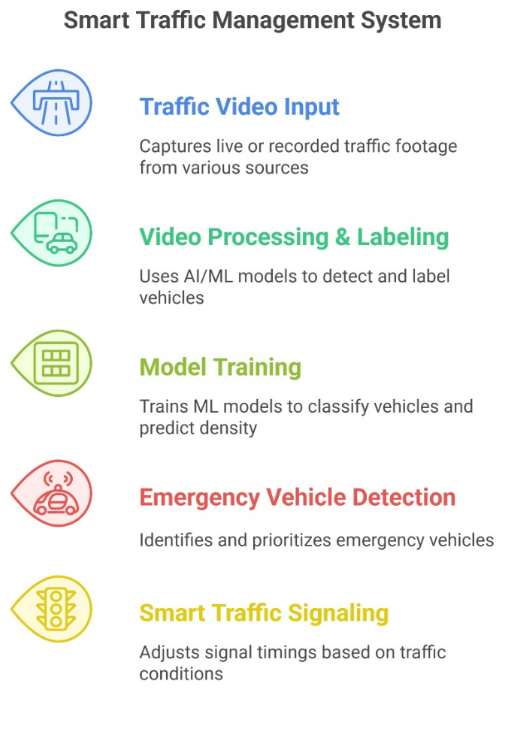 Smart Traffic Management System
Traffic Video Input
Captures live or recorded traffic footage
from various sources
Video Processing & Labeling
Uses AI/ML models to detect and label
vehicles
Model Training
Trains ML models to classify vehicles and
predict density
Emergency Vehicle Detection
Identifies and prioritizes emergency vehicles
Smart Traffic Signaling
Adjusts signal timings based on traffic
conditions